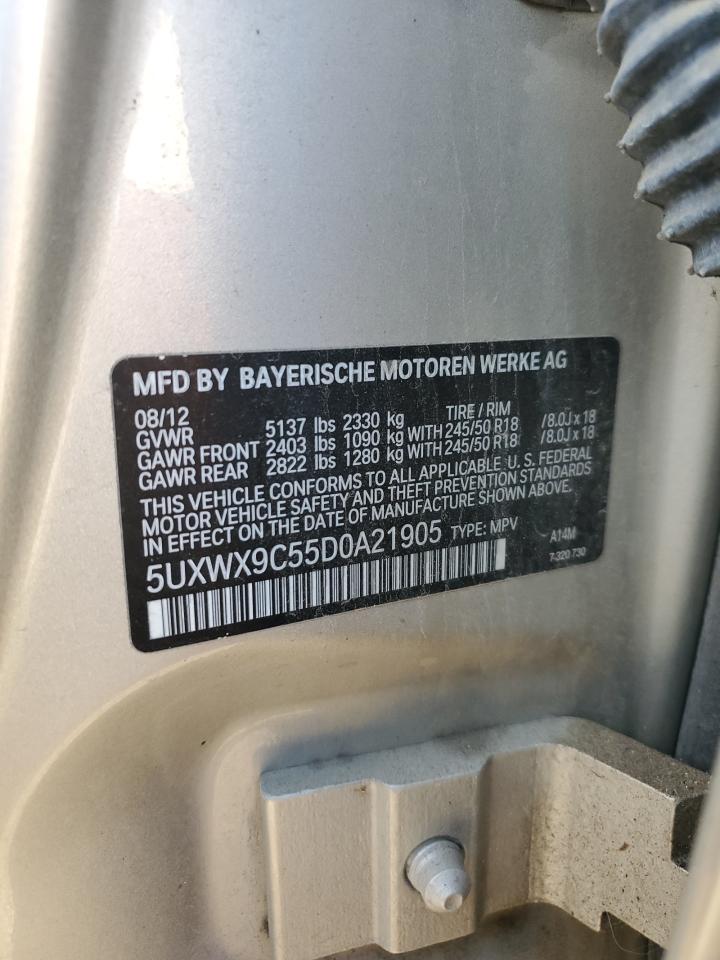 MFD BY BAYERISCHE MOTOREN WERKE AG
08/12 TIRE / RIM
GVWR 5137 lbs 2330 kg
GAWR FRONT 2403 lbs 1090 kg WITH 245/50 R18 /8.0J x 18
GAWR REAR 2822 lbs 1280 kg WITH 245/50 R18 /8.0J x 18
THIS VEHICLE CONFORMS TO ALL APPLICABLE U.S. FEDERAL
MOTOR VEHICLE SAFETY AND THEFT PREVENTION STANDARDS
IN EFFECT ON THE DATE OF MANUFACTURE SHOWN ABOVE.
5UXWX9C55D0A21905 TYPE: MPV A14M
7-320 730